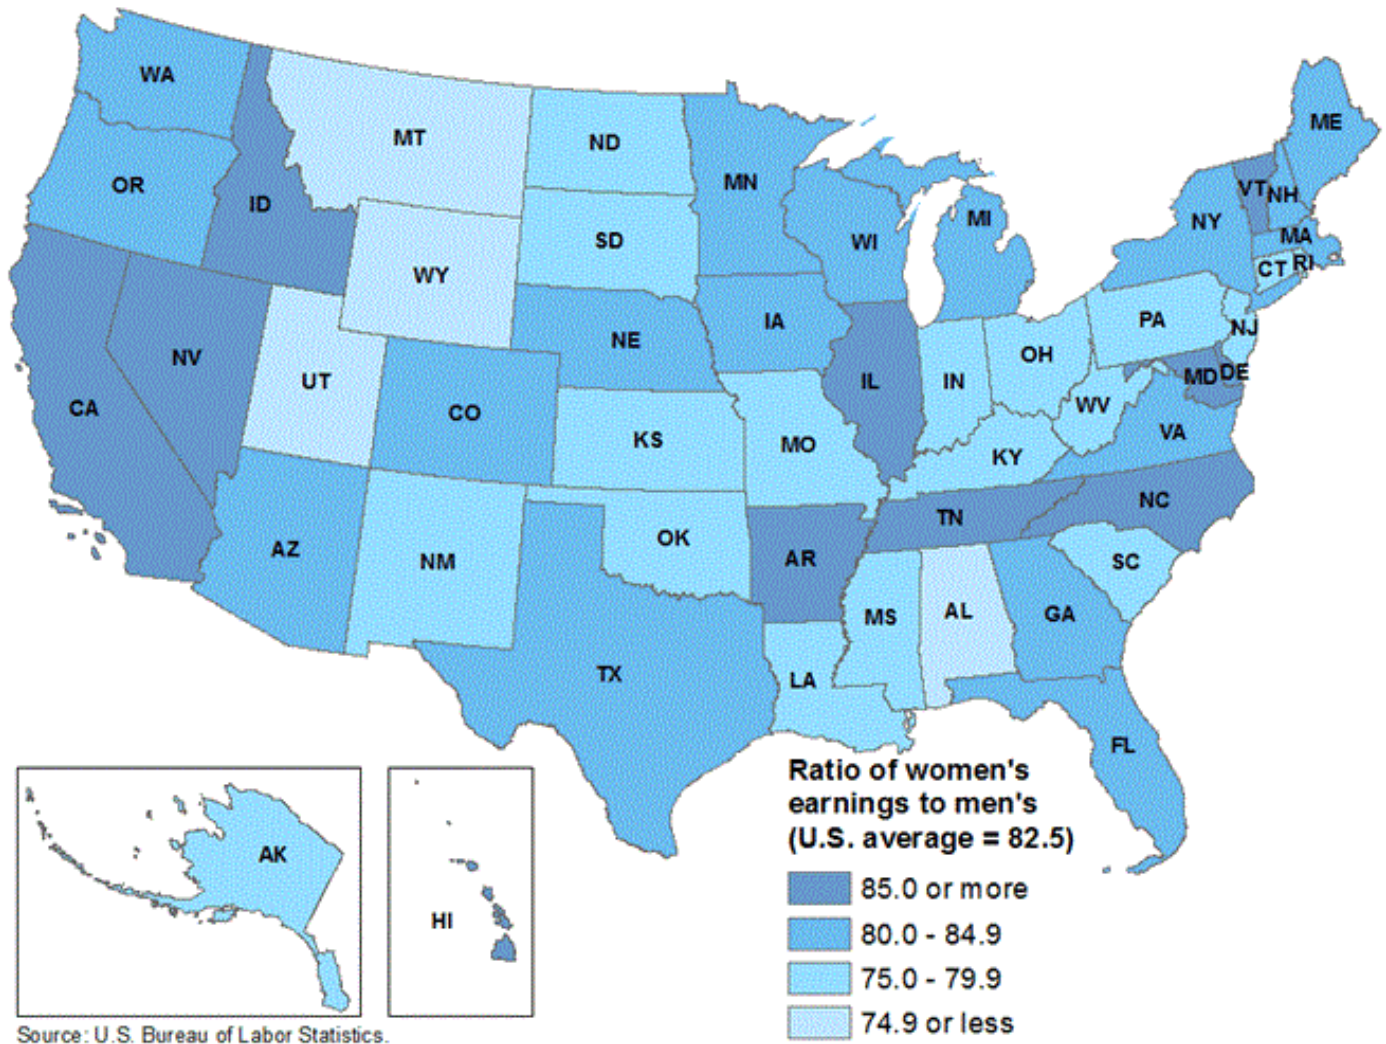 WA
MT
ND
MN
ME
OR
ID
SD
WI
MI
NY
VT
NH
MA
WY
CT
RI
NE
IA
PA
NJ
NV
UT
CO
IL
IN
OH
MD
DE
CA
KS
MO
WV
VA
KY
AZ
NM
OK
AR
TN
NC
SC
MS
AL
GA
TX
LA
FL
AK
HI
Ratio of women's
earnings to men's
(U.S. average = 82.5)
85.0 or more
80.0 - 84.9
75.0 - 79.9
74.9 or less
Source: U.S. Bureau of Labor Statistics.